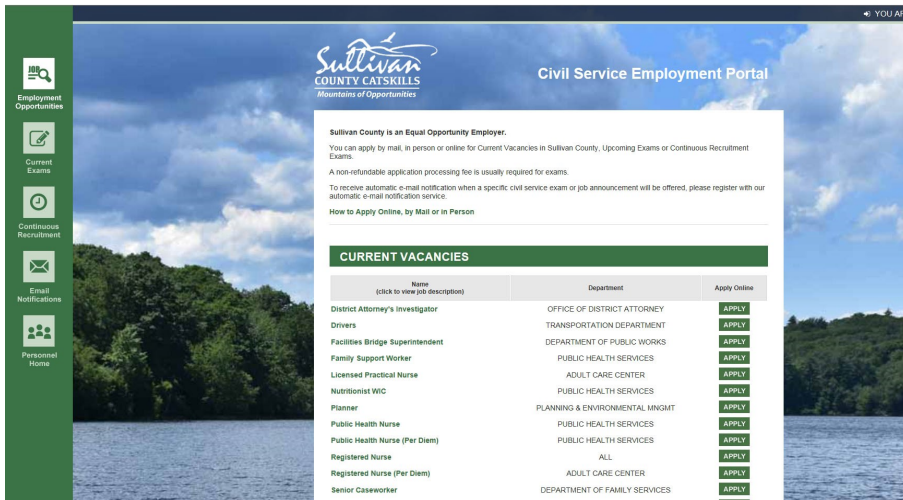 YOU AR
JOB
Employment
Opportunities
Current
Exams
Continuous
Recruitment
Email
Notifications
Personnel
Home
Sullivan
COUNTY CATSKILLS
Mountains of Opportunities
Civil Service Employment Portal
Sullivan County is an Equal Opportunity Employer.
You can apply by mail, in person or online for Current Vacancies in Sullivan County, Upcoming Exams or Continuous Recruitment
Exams.
A non-refundable application processing fee is usually required for exams.
To receive automatic e-mail notification when a specific civil service exam or job announcement will be offered, please register with our
automatic e-mail notification service.
How to Apply Online, by Mail or in Person
CURRENT VACANCIES
Name
(click to view job description) Department Apply Online
District Attorney's Investigator OFFICE OF DISTRICT ATTORNEY APPLY
Drivers TRANSPORTATION DEPARTMENT APPLY
Facilities Bridge Superintendent DEPARTMENT OF PUBLIC WORKS APPLY
Family Support Worker PUBLIC HEALTH SERVICES APPLY
Licensed Practical Nurse ADULT CARE CENTER APPLY
Nutritionist WIC PUBLIC HEALTH SERVICES APPLY
Planner PLANNING & ENVIRONMENTAL MNGMT APPLY
Public Health Nurse PUBLIC HEALTH SERVICES APPLY
Public Health Nurse (Per Diem) PUBLIC HEALTH SERVICES APPLY
Registered Nurse ALL APPLY
Registered Nurse (Per Diem) ADULT CARE CENTER APPLY
Senior Caseworker DEPARTMENT OF FAMILY SERVICES APPLY